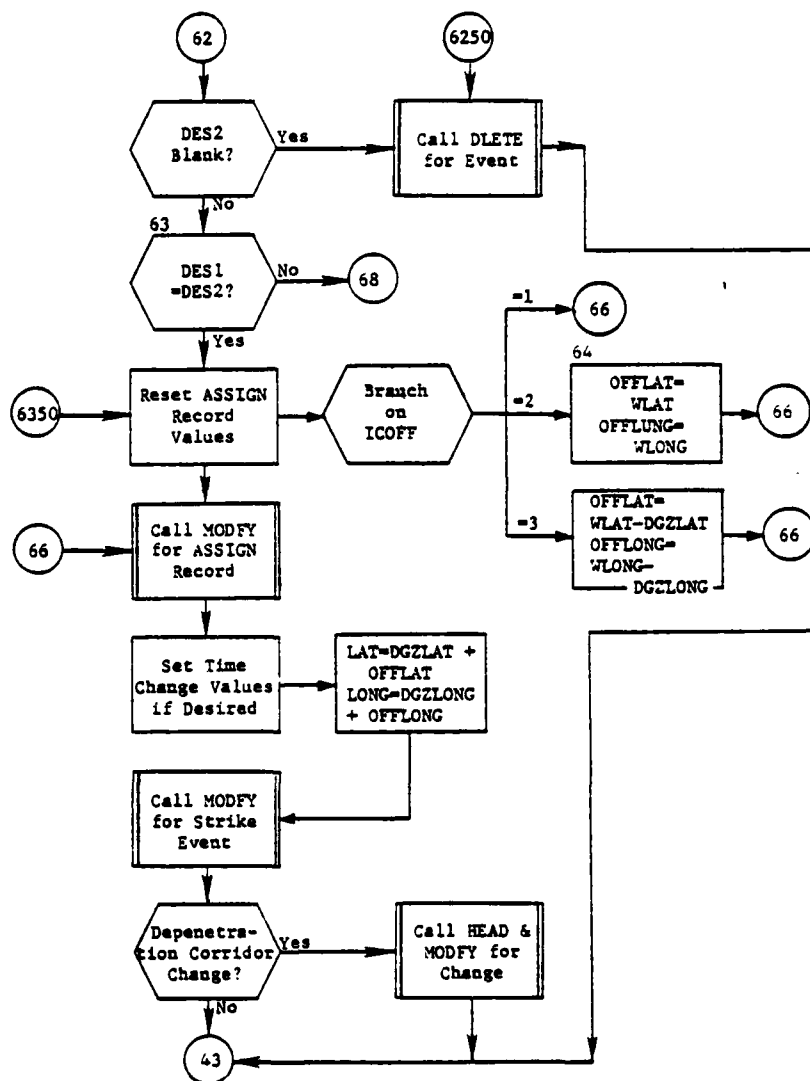 62
6250
DES2
Blank?
Yes
Call DLETE
for Event
No
63
DES1
=DES2?
No
68
Yes
=1
66
6350
Reset ASSIGN
Record
Values
Branch
on
ICOFF
=2
64
OFFLAT=
WLAT
OFFLUNG=
WLONG
66
=3
OFFLAT=
WLAT-DGZLAT
OFFLONG=
WLONG-
DGZLONG
66
66
Call MODFY
for ASSIGN
Record
Set Time
Change Values
if Desired
LAT=DGZLAT +
OFFLAT
LONG=DGZLONG
+ OFFLONG
Call MODFY
for Strike
Event
Depenetra-
tion Corridor
Change?
Yes
Call HEAD &
MODFY for
Change
No
43